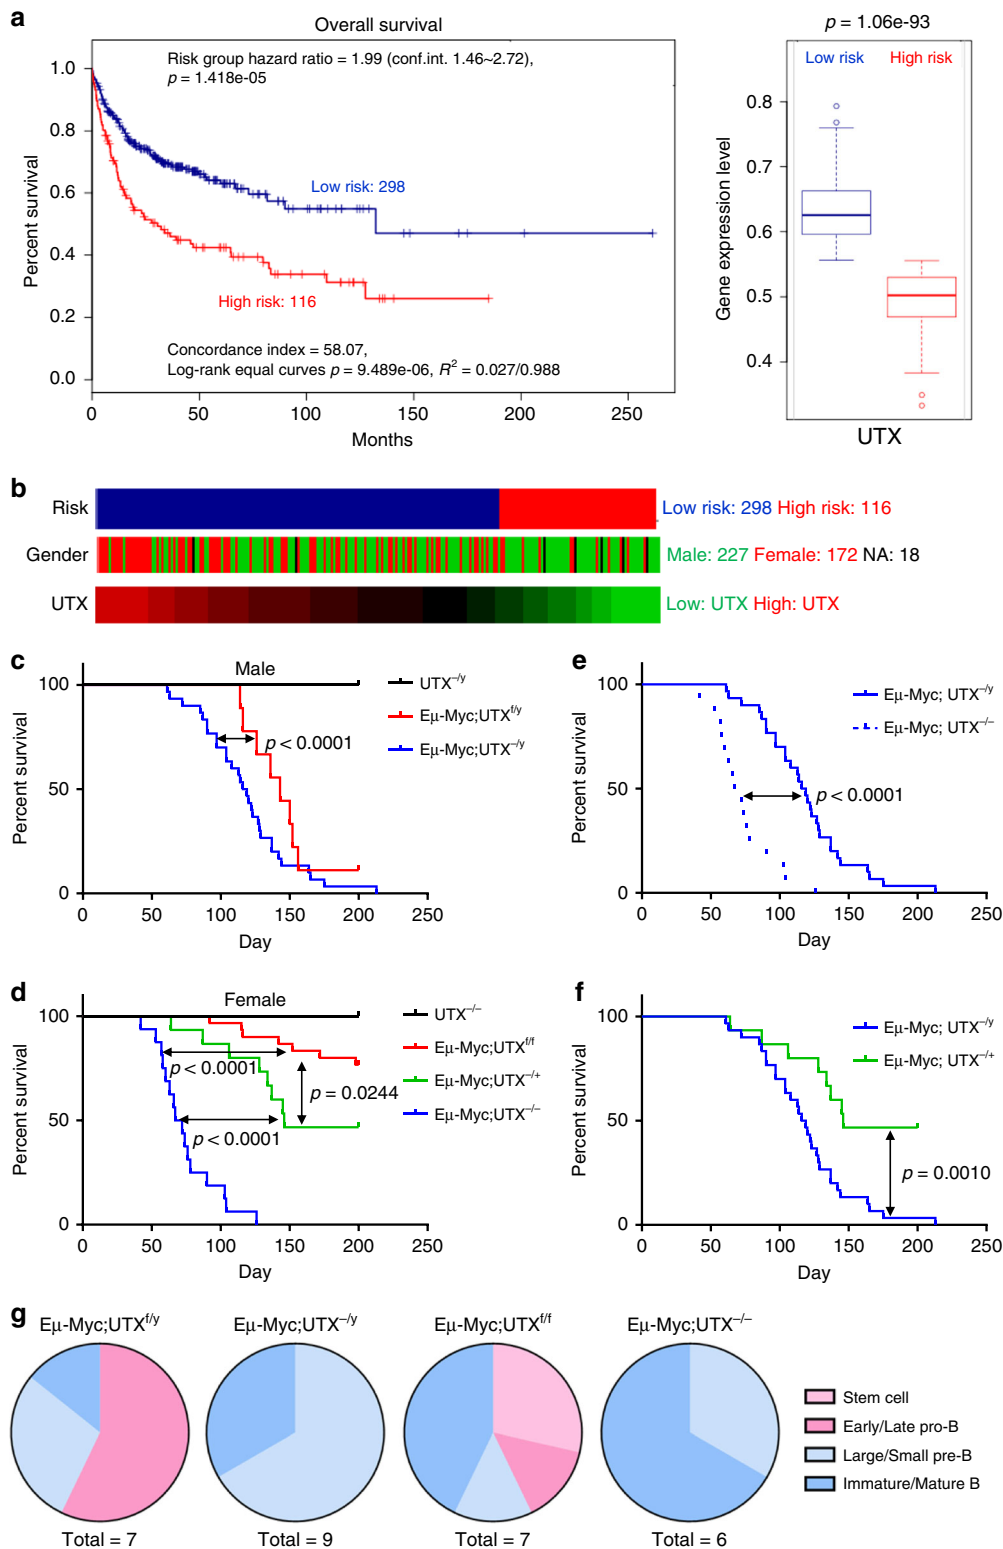 a
Overall survival
Risk group hazard ratio = 1.99 (conf.int. 1.46~2.72),
p = 1.418e-05
1.0
0.8
0.6
0.4
0.2
0.0
Percent survival
Low risk: 298
High risk: 116
Concordance index = 58.07,
Log-rank equal curves p = 9.489e-06, R² = 0.027/0.988
0 50 100 150 200 250
Months
p = 1.06e-93
Low risk High risk
0.8
0.7
0.6
0.5
0.4
Gene expression level
UTX
b
Risk Low risk: 298 High risk: 116
Gender Male: 227 Female: 172 NA: 18
UTX Low: UTX High: UTX
c
Male
100
50
0
Percent survival
p < 0.0001
0 50 100 150 200 250
Day
UTX⁻/y
Eµ-Myc;UTXf/y
Eµ-Myc;UTX⁻/y
e
100
50
0
Percent survival
p < 0.0001
0 50 100 150 200 250
Day
Eµ-Myc; UTX⁻/y
Eµ-Myc; UTX⁻/⁻
d
Female
100
50
0
Percent survival
p < 0.0001
p = 0.0244
p < 0.0001
0 50 100 150 200 250
Day
UTX⁻/⁻
Eµ-Myc;UTXf/f
Eµ-Myc;UTX⁻/⁺
Eµ-Myc;UTX⁻/⁻
f
100
50
0
Percent survival
p = 0.0010
0 50 100 150 200 250
Day
Eµ-Myc; UTX⁻/y
Eµ-Myc; UTX⁻/⁺
g
Eµ-Myc;UTXf/y
Total = 7
Eµ-Myc;UTX⁻/y
Total = 9
Eµ-Myc;UTXf/f
Total = 7
Eµ-Myc;UTX⁻/⁻
Total = 6
Stem cell
Early/Late pro-B
Large/Small pre-B
Immature/Mature B